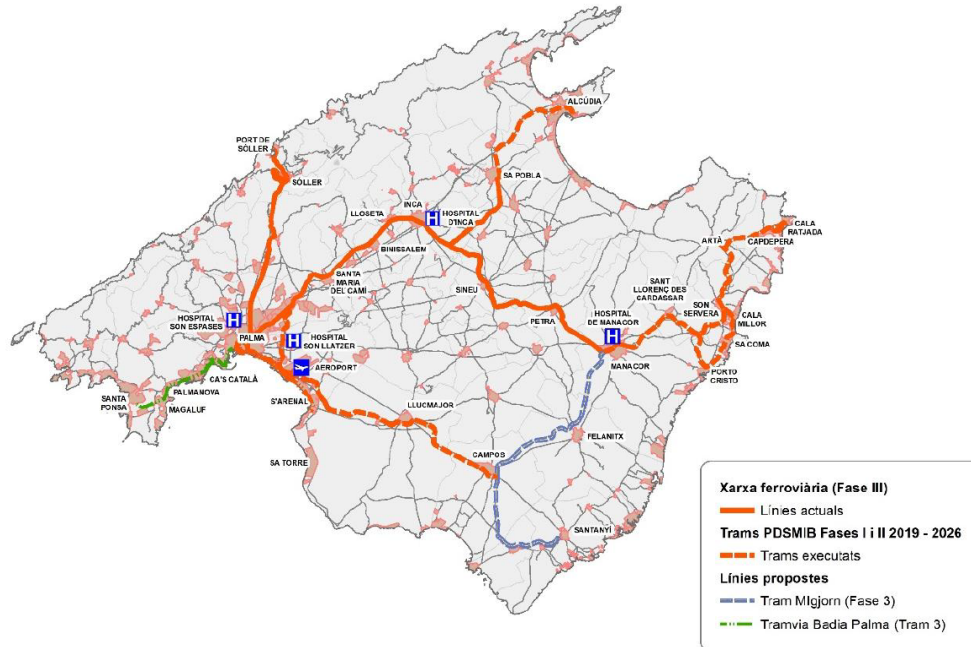 ALCÚDIA
PORT DE
SÓLLER
SÓLLER
SA POBLA
INCA
HOSPITAL
D'INCA
LLOSETA
BINISSALEM
CALA
RATJADA
ARTÀ
CAPDEPERA
SANTA
MARIA
DEL CAMÍ
SINEU
SANT
LLORENÇ DES
CARDASSAR
SON
SERVERA
HOSPITAL
SON ESPASES
PALMA
PETRA
HOSPITAL
DE MANACOR
CALA
MILLOR
SA COMA
HOSPITAL
SON LLATZER
AEROPORT
MANACOR
PORTO
CRISTO
CA'S CATALÀ
PALMANOVA
SANTA
PONSA
MAGALUF
S'ARENAL
LLUCMAJOR
FELANITX
SA TORRE
CAMPOS
SANTANYÍ
H
H
H
H
Xarxa ferroviària (Fase III)
Línies actuals
Trams PDSMIB Fases I i II 2019 - 2026
Trams executats
Línies propostes
Tram MIgjorn (Fase 3)
Tramvia Badia Palma (Tram 3)